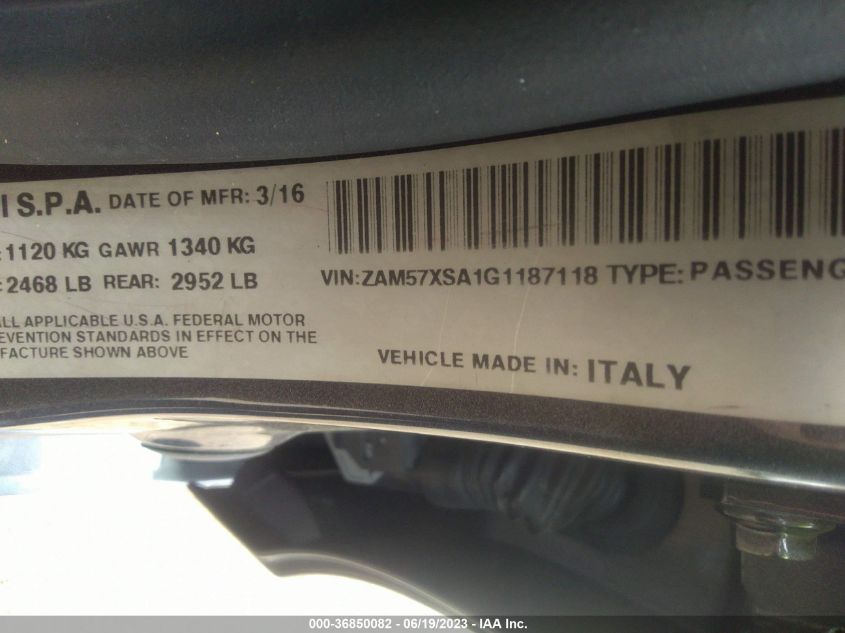 I S.P.A. DATE OF MFR: 3/16
: 1120 KG GAWR 1340 KG
: 2468 LB REAR: 2952 LB
VIN:ZAM57XSA1G1187118 TYPE: PASSENG
ALL APPLICABLE U.S.A. FEDERAL MOTOR
EVENTION STANDARDS IN EFFECT ON THE
FACTURE SHOWN ABOVE
VEHICLE MADE IN: ITALY
000-36850082 - 06/19/2023 - IAA Inc.